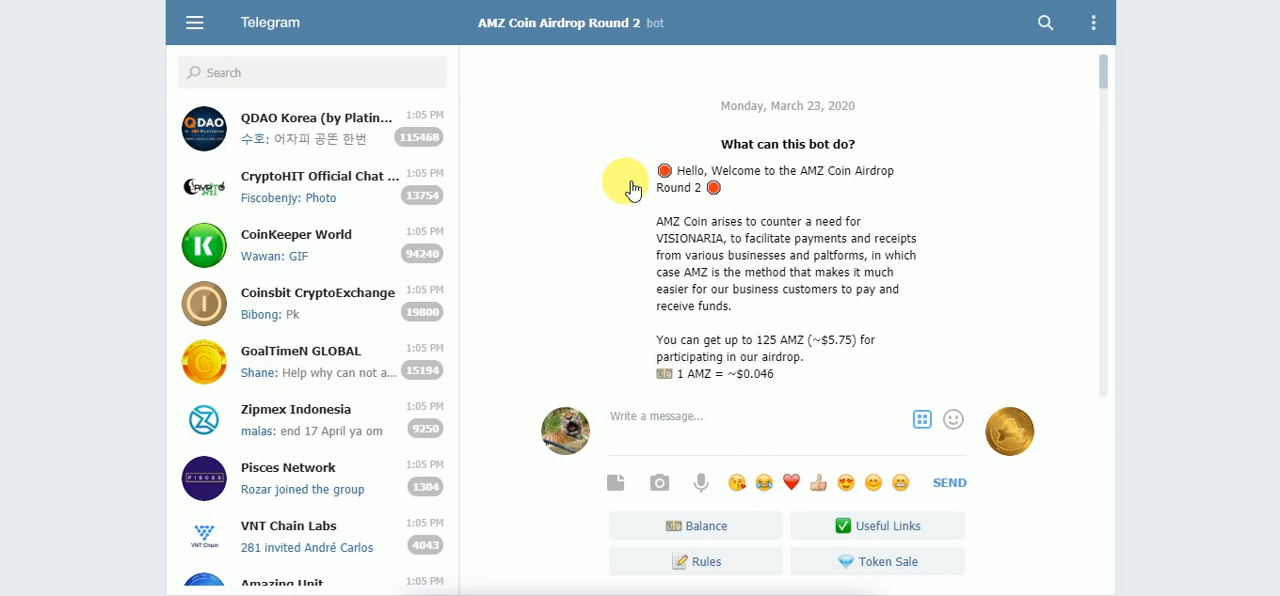 Telegram
AMZ Coin Airdrop Round 2 bot
Search
QDAO Korea (by Platin... 1:05 PM
수호: 어차피 공돈 한번 115468
CryptoHIT Official Chat ... 1:05 PM
Fiscobenjy: Photo 13754
CoinKeeper World 1:05 PM
Wawan: GIF 94240
Coinsbit CryptoExchange 1:05 PM
Bibong: Pk 19800
GoalTimeN GLOBAL 1:05 PM
Shane: Help why can not a... 15194
Zipmex Indonesia 1:05 PM
malas: end 17 April ya om 9250
Pisces Network 1:05 PM
Rozar joined the group 1304
PISCES
VNT Chain Labs 1:05 PM
281 invited André Carlos 4043
VNT Chain
Amazing Unit 1:05 PM
Monday, March 23, 2020
What can this bot do?
Hello, Welcome to the AMZ Coin Airdrop
Round 2
AMZ Coin arises to counter a need for
VISIONARIA, to facilitate payments and receipts
from various businesses and paltforms, in which
case AMZ is the method that makes it much
easier for our business customers to pay and
receive funds.
You can get up to 125 AMZ (~$5.75) for
participating in our airdrop.
1 AMZ = ~$0.046
Write a message...
SEND
Balance
Useful Links
Rules
Token Sale